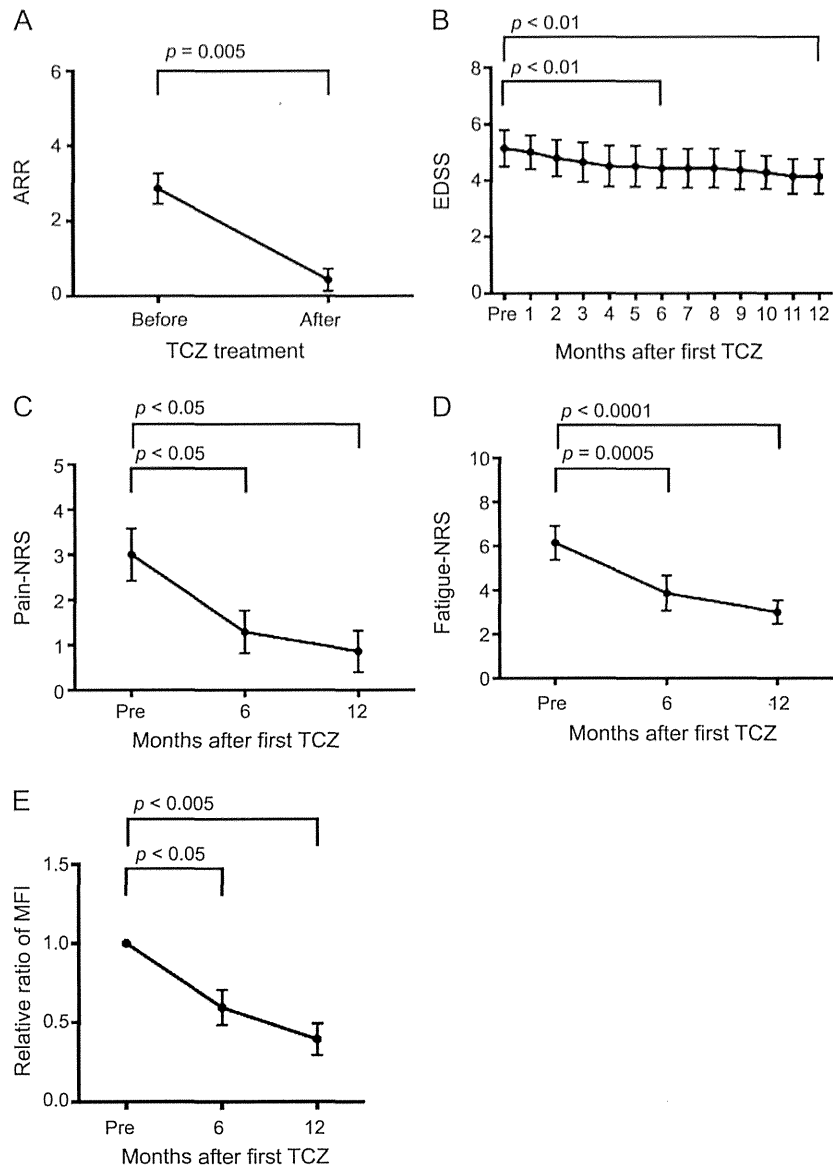 A
p = 0.005
6
4
2
0
ARR
Before After
TCZ treatment
B
p < 0.01
p < 0.01
8
6
4
2
0
EDSS
Pre 1 2 3 4 5 6 7 8 9 10 11 12
Months after first TCZ
C
p < 0.05
p < 0.05
5
4
3
2
1
0
Pain-NRS
Pre 6 12
Months after first TCZ
D
p < 0.0001
p = 0.0005
10
8
6
4
2
0
Fatigue-NRS
Pre 6 12
Months after first TCZ
E
p < 0.005
p < 0.05
1.5
1.0
0.5
0.0
Relative ratio of MFI
Pre 6 12
Months after first TCZ